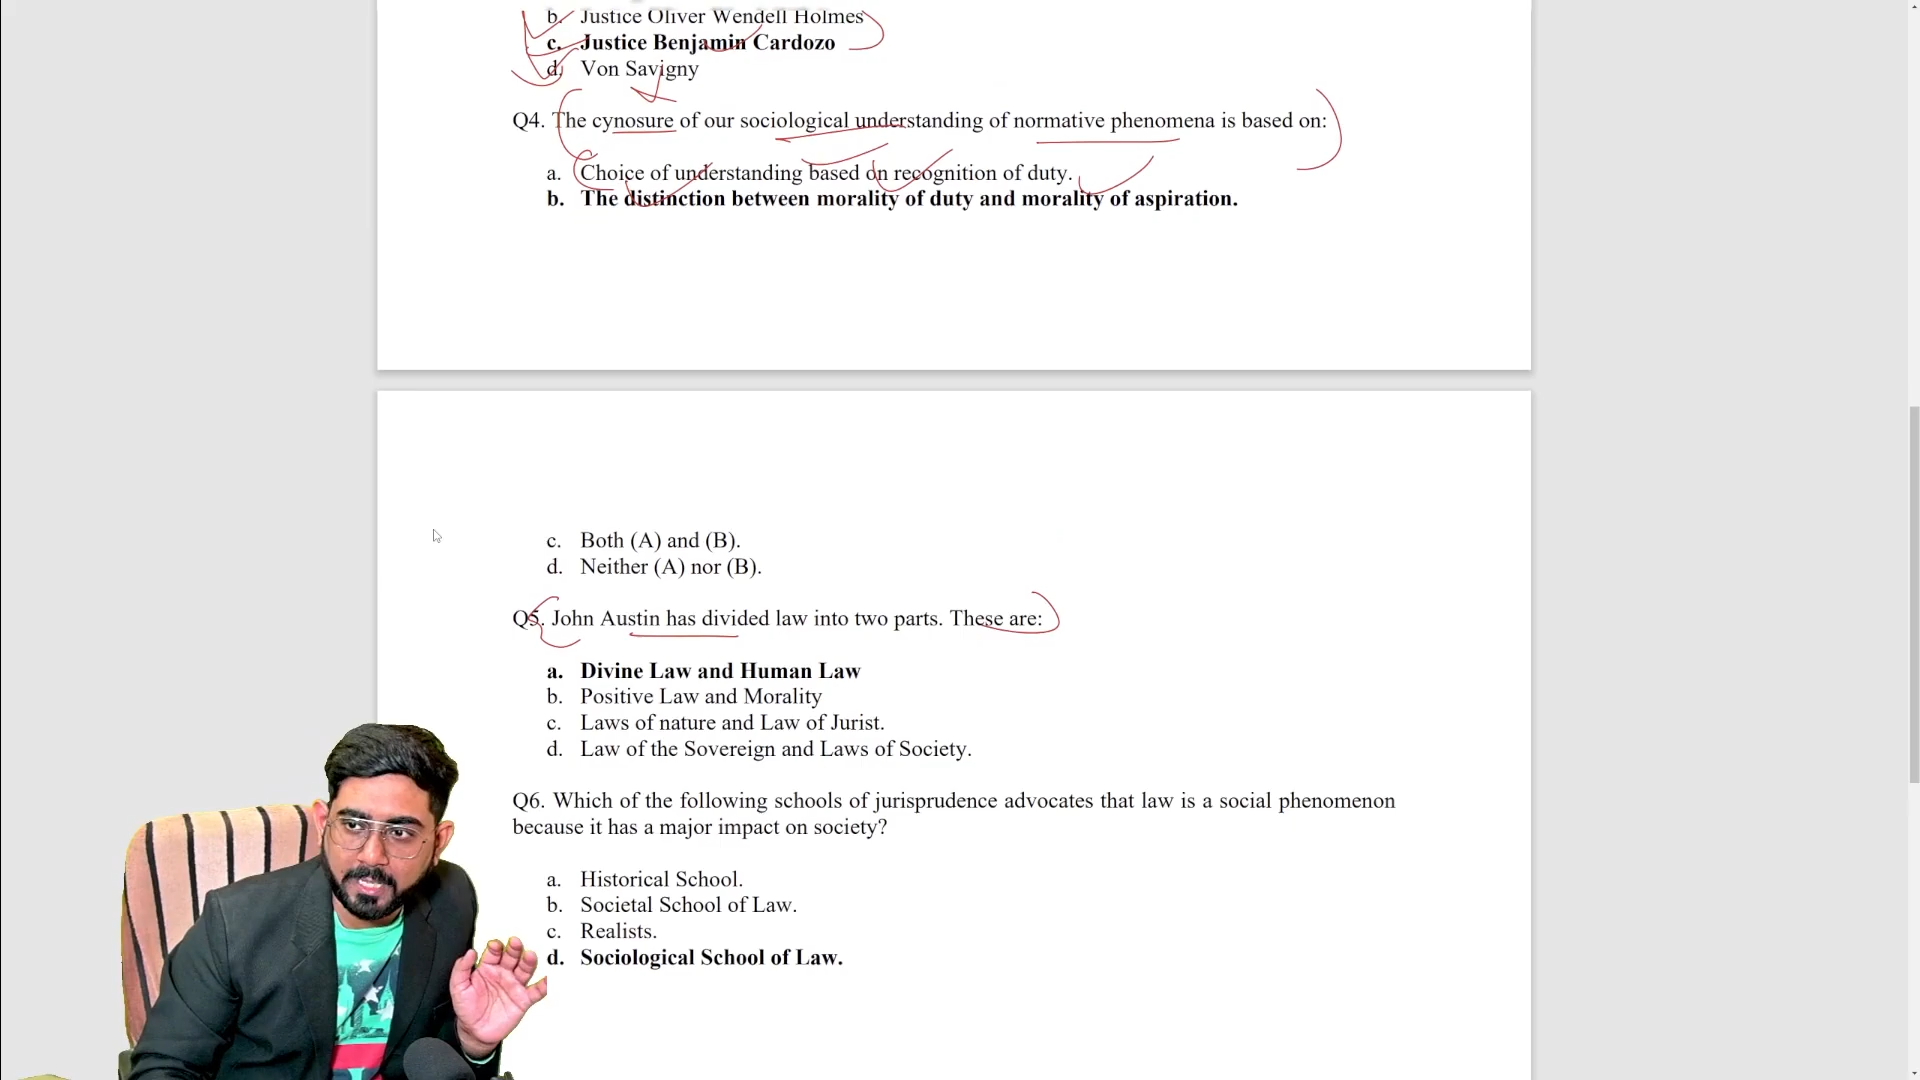 b. Justice Oliver Wendell Holmes
c. Justice Benjamin Cardozo
d. Von Savigny
Q4. The cynosure of our sociological understanding of normative phenomena is based on:
a. Choice of understanding based on recognition of duty.
b. The distinction between morality of duty and morality of aspiration.
c. Both (A) and (B).
d. Neither (A) nor (B).
Q5. John Austin has divided law into two parts. These are:
a. Divine Law and Human Law
b. Positive Law and Morality
c. Laws of nature and Law of Jurist.
d. Law of the Sovereign and Laws of Society.
Q6. Which of the following schools of jurisprudence advocates that law is a social phenomenon
because it has a major impact on society?
a. Historical School.
b. Societal School of Law.
c. Realists.
d. Sociological School of Law.